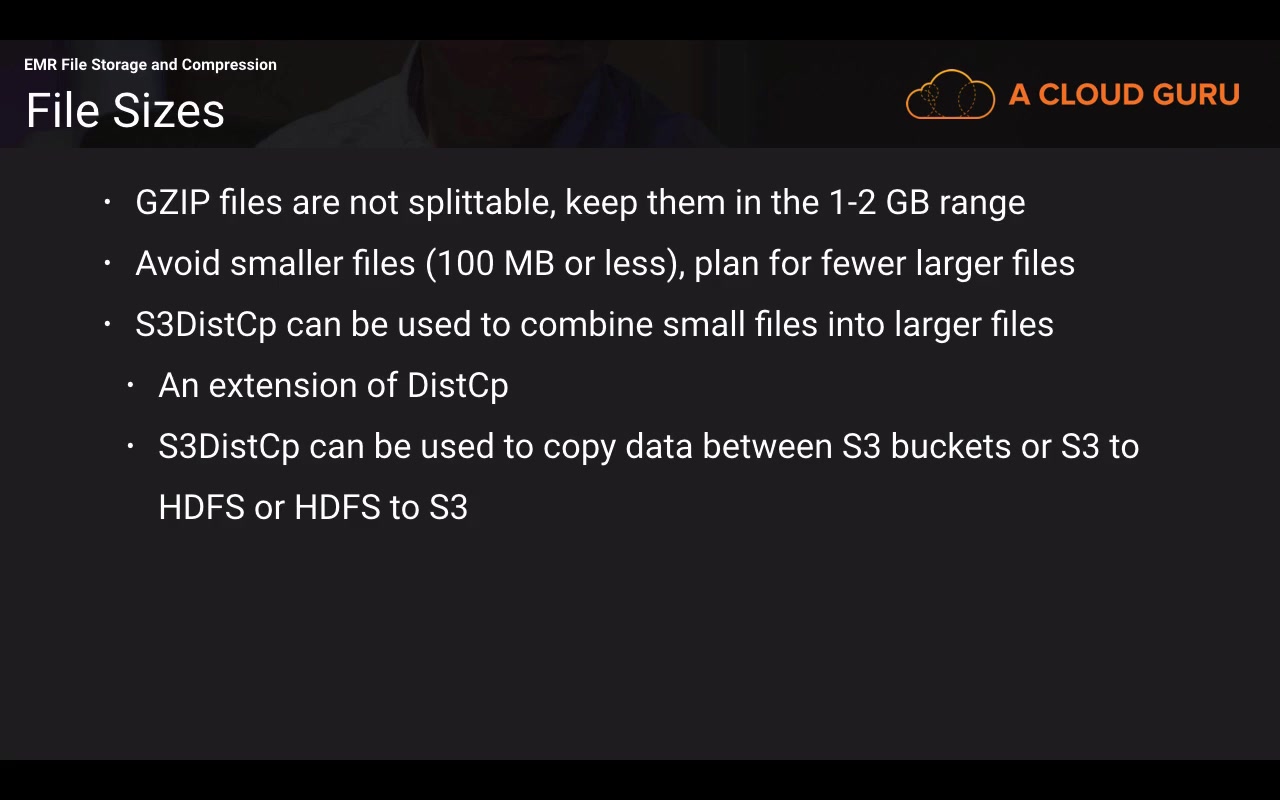 EMR File Storage and Compression
File Sizes
A CLOUD GURU
• GZIP files are not splittable, keep them in the 1-2 GB range
• Avoid smaller files (100 MB or less), plan for fewer larger files
• S3DistCp can be used to combine small files into larger files
• An extension of DistCp
• S3DistCp can be used to copy data between S3 buckets or S3 to
HDFS or HDFS to S3